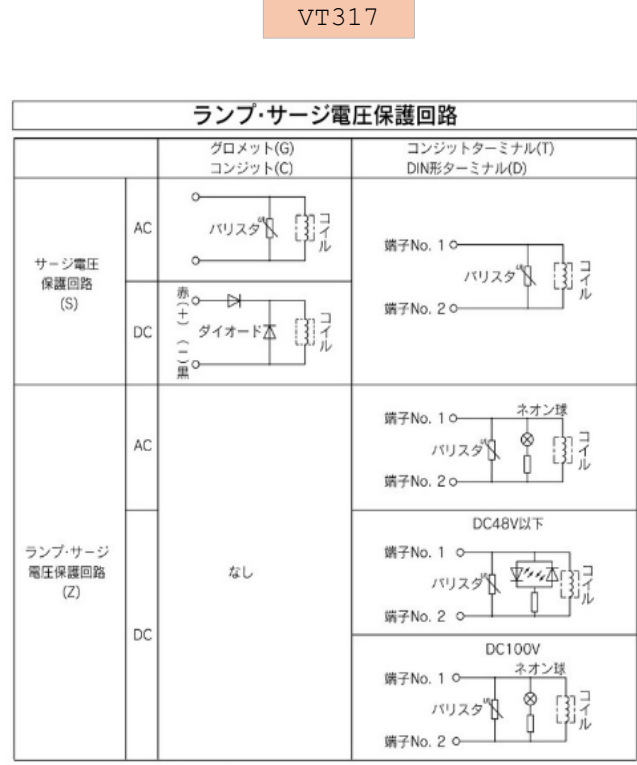 VT317
ランプ・サージ電圧保護回路
グロメット(G)
コンジット(C)
コンジットターミナル(T)
DIN形ターミナル(D)
サージ電圧
保護回路
(S)
AC
バリスタ
コイル
端子No. 1
バリスタ
コイル
端子No. 2
DC
赤(+)
ダイオード
コイル
(−)黒
ランプ・サージ
電圧保護回路
(Z)
AC
なし
端子No. 1
ネオン球
バリスタ
コイル
端子No. 2
DC
DC48V以下
端子No. 1
バリスタ
コイル
端子No. 2
DC100V
端子No. 1
ネオン球
バリスタ
コイル
端子No. 2